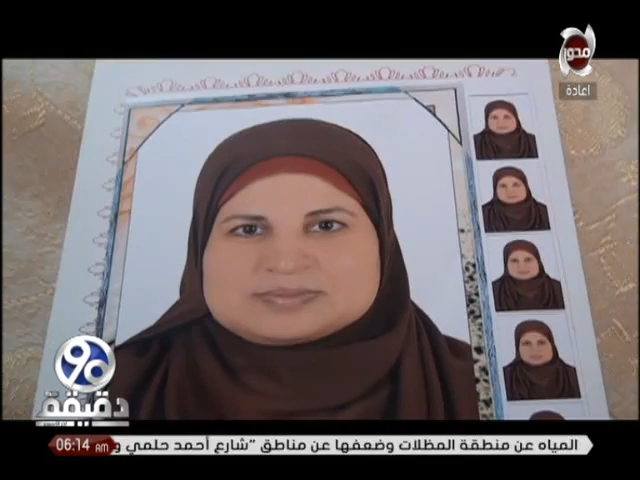 محور
إعادة
90
دقيقة
06:14 AM
المياه عن منطقة المظلات وضعفها عن مناطق "شارع أحمد حلمي و